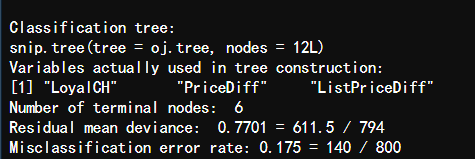 Classification tree:
snip.tree(tree = oj.tree, nodes = 12L)
Variables actually used in tree construction:
[1] "LoyalCH"       "PriceDiff"     "ListPriceDiff"
Number of terminal nodes:  6
Residual mean deviance:  0.7701 = 611.5 / 794
Misclassification error rate: 0.175 = 140 / 800